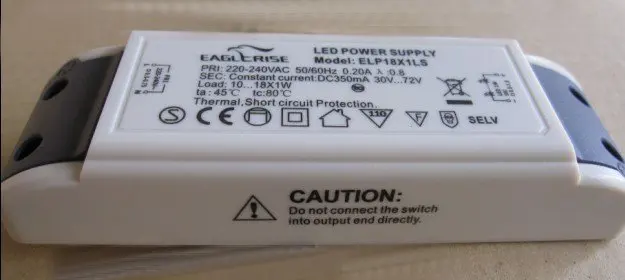 EAGLERISE
LED POWER SUPPLY
Model: ELP18X1LS
PRI: 220-240VAC 50/60Hz 0.20A λ:0.8
SEC: Constant current:DC350mA 30V...72V
Load: 10...18X1W
ta: 45℃ tc:80℃
Thermal,Short circuit Protection.
S CE 110 F SELV
CAUTION:
Do not connect the switch
into output end directly.